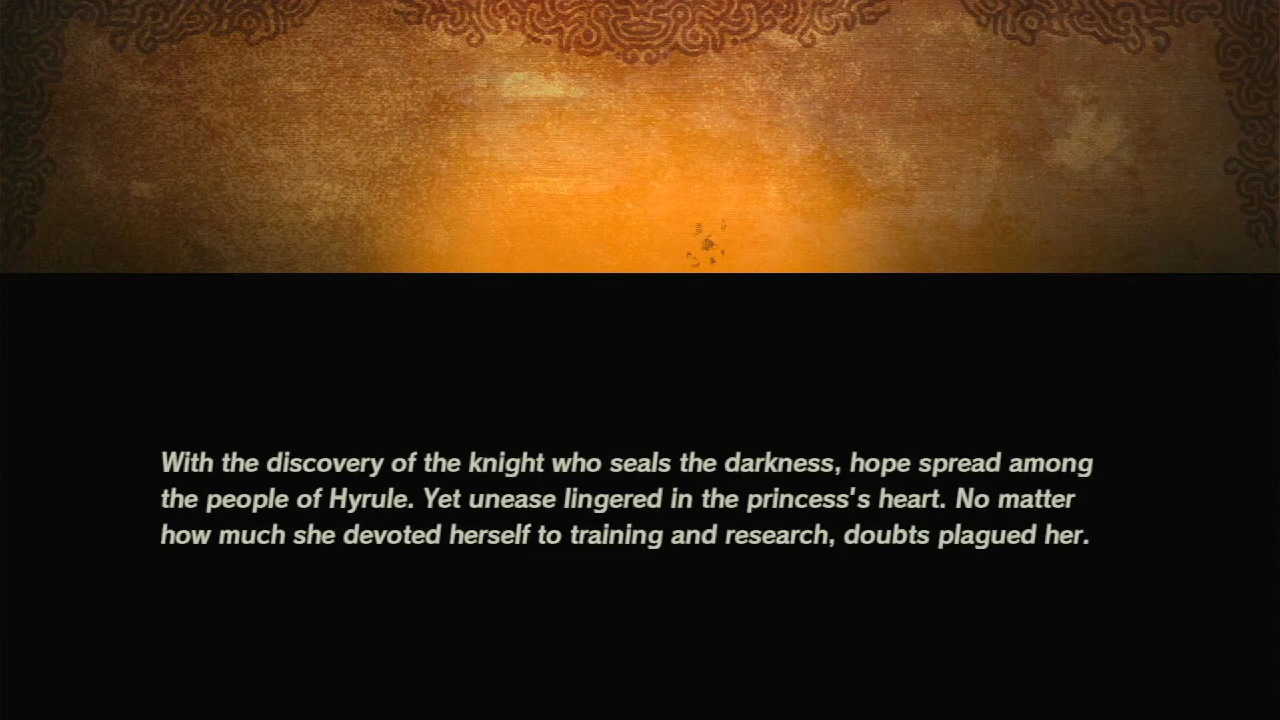 With the discovery of the knight who seals the darkness, hope spread among
the people of Hyrule. Yet unease lingered in the princess's heart. No matter
how much she devoted herself to training and research, doubts plagued her.